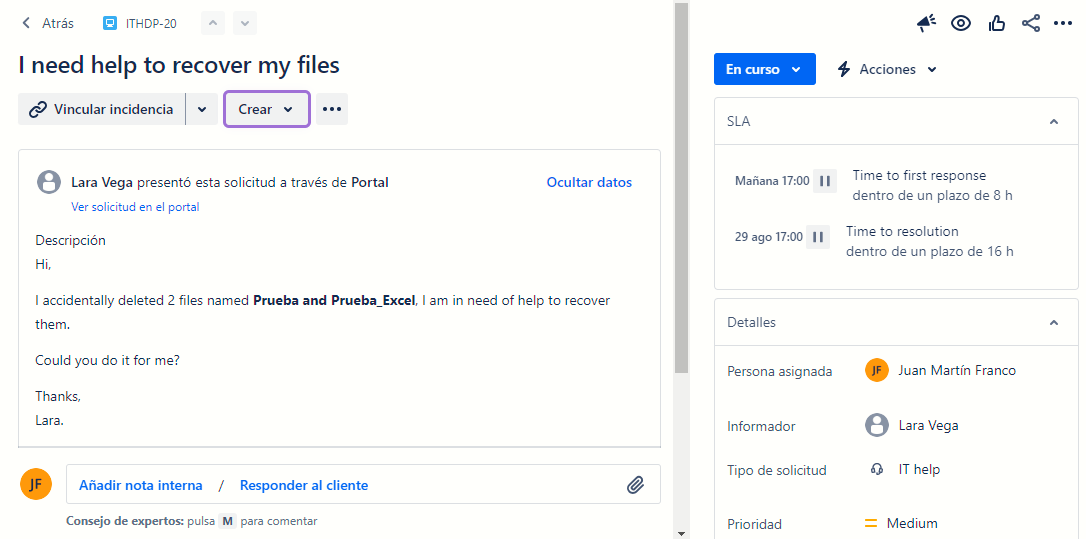 Atrás
ITHDP-20
I need help to recover my files
Vincular incidencia
Crear
Lara Vega presentó esta solicitud a través de Portal
Ocultar datos
Ver solicitud en el portal
Descripción
Hi,
I accidentally deleted 2 files named Prueba and Prueba_Excel, I am in need of help to recover
them.
Could you do it for me?
Thanks,
Lara.
JF
Añadir nota interna / Responder al cliente
Consejo de expertos: pulsa M para comentar
En curso
Acciones
SLA
Mañana 17:00
Time to first response
dentro de un plazo de 8 h
29 ago 17:00
Time to resolution
dentro de un plazo de 16 h
Detalles
Persona asignada
JF
Juan Martín Franco
Informador
Lara Vega
Tipo de solicitud
IT help
Prioridad
Medium